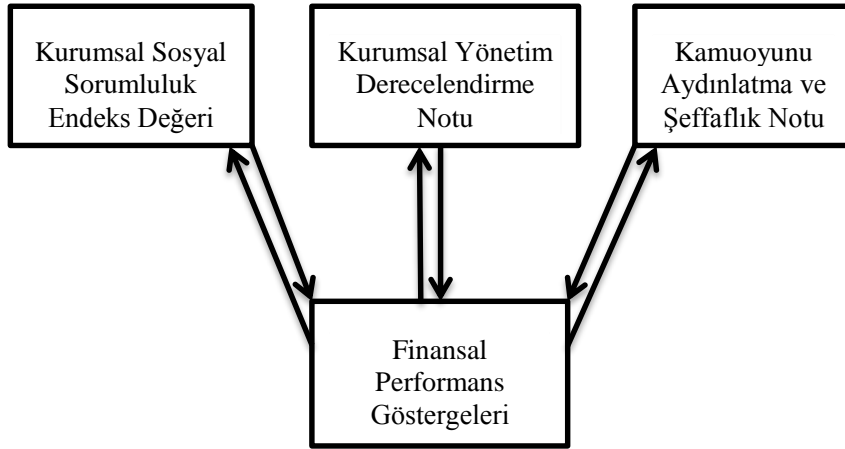 Kurumsal Sosyal
Sorumluluk
Endeks Değeri
Kurumsal Yönetim
Derecelendirme
Notu
Kamuoyunu
Aydınlatma ve
Şeffaflık Notu
Finansal
Performans
Göstergeleri